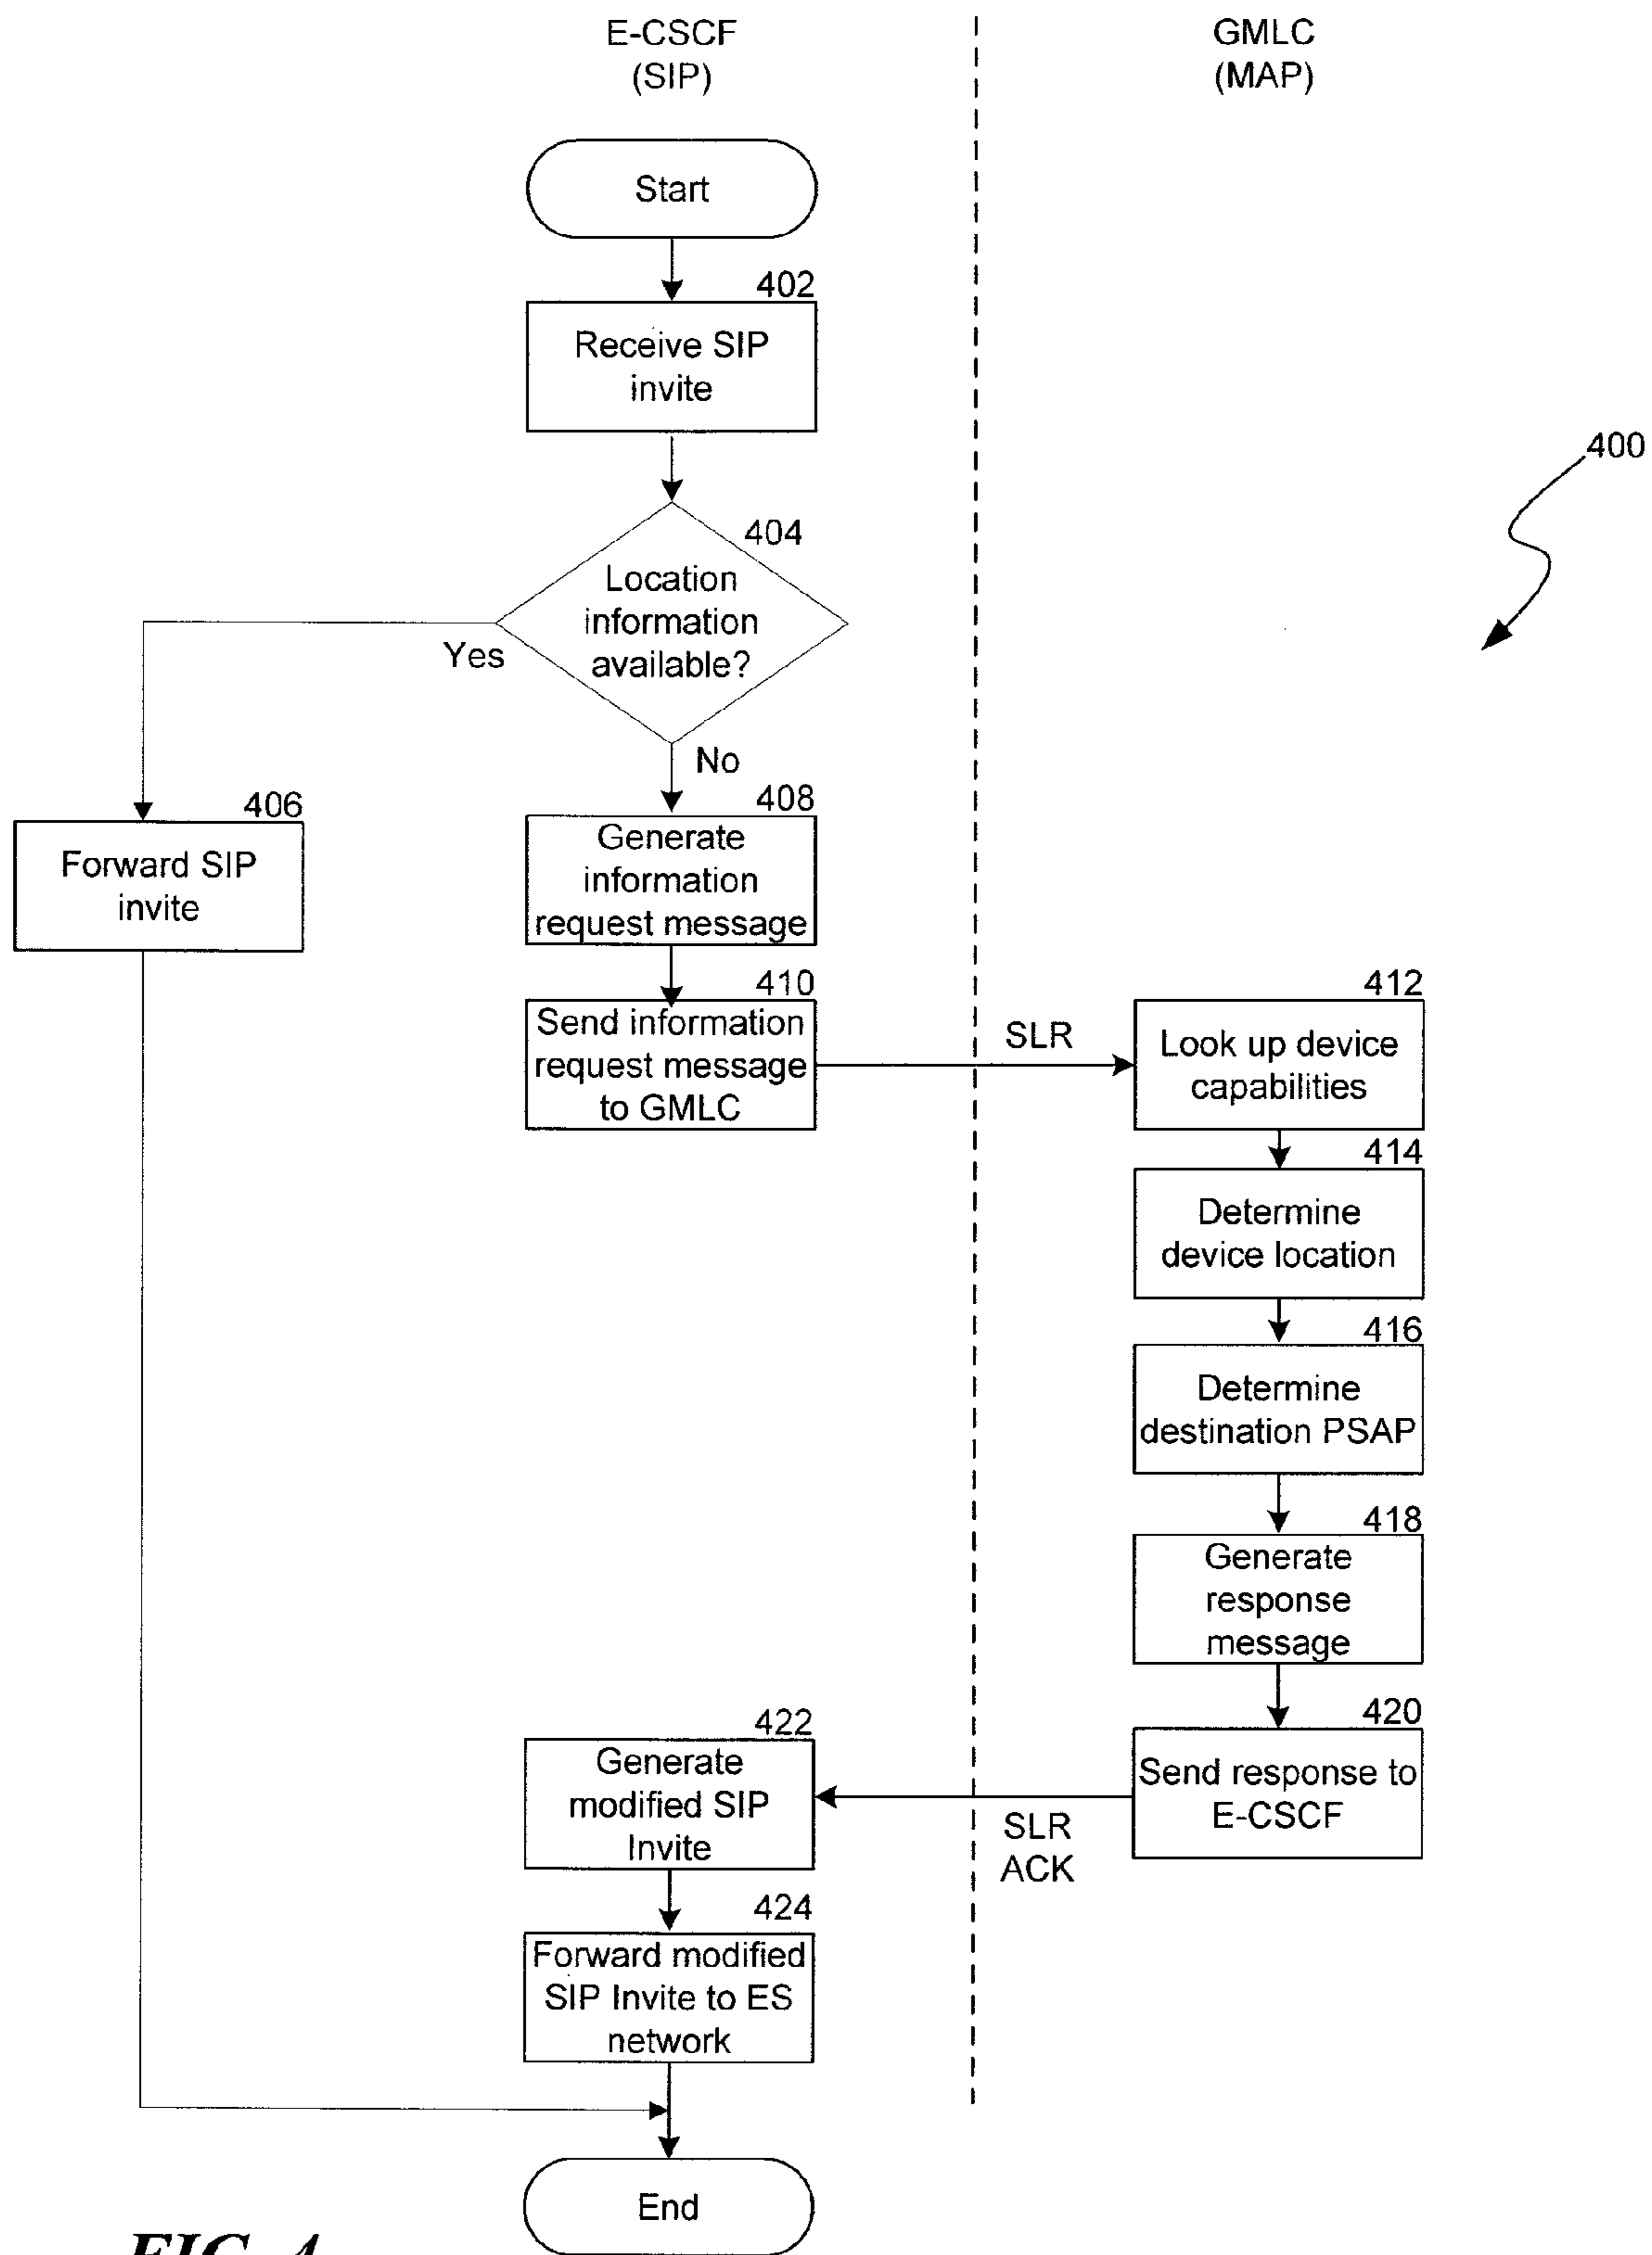 E-CSCF
(SIP)
GMLC
(MAP)
Start
402
Receive SIP
invite
400
404
Location
information
available?
Yes
No
406
Forward SIP
invite
408
Generate
information
request message
410
Send information
request message
to GMLC
SLR
412
Look up device
capabilities
414
Determine
device location
416
Determine
destination PSAP
418
Generate
response
message
420
Send response to
E-CSCF
SLR
ACK
422
Generate
modified SIP
Invite
424
Forward modified
SIP Invite to ES
network
End
FIG. 4